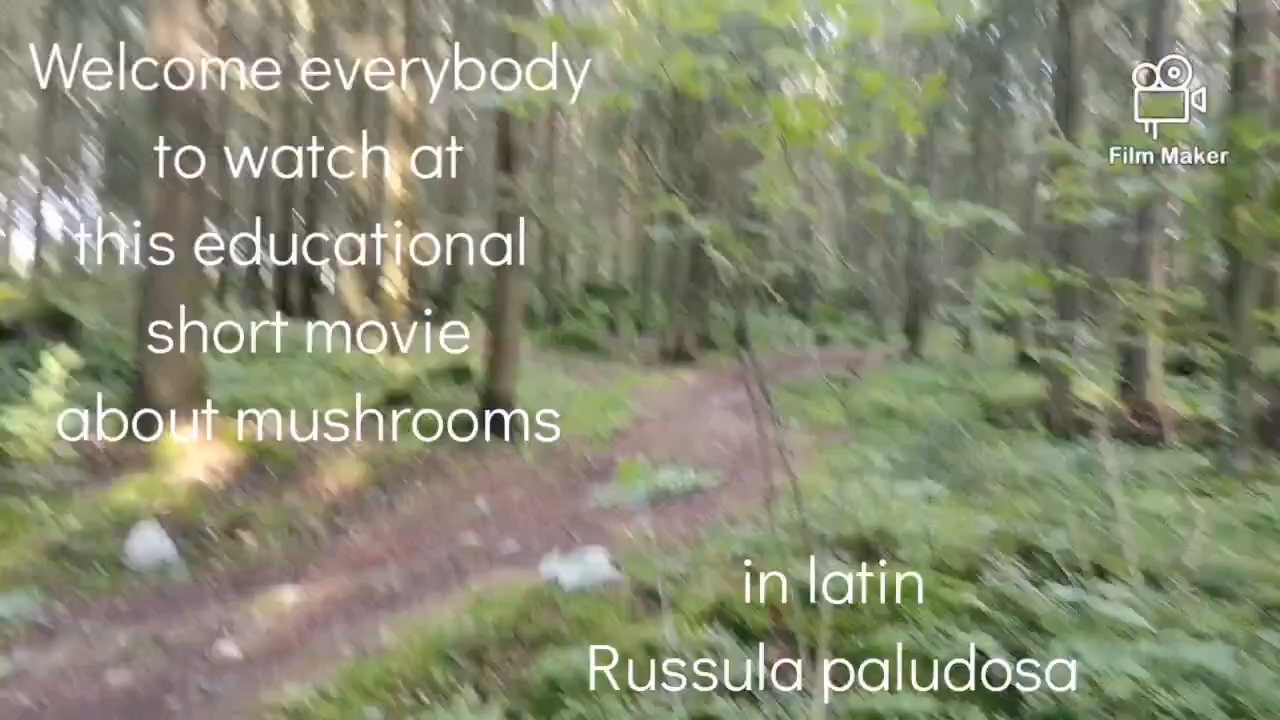 Welcome everybody
to watch at
this educational
short movie
about mushrooms
Film Maker
in latin
Russula paludosa